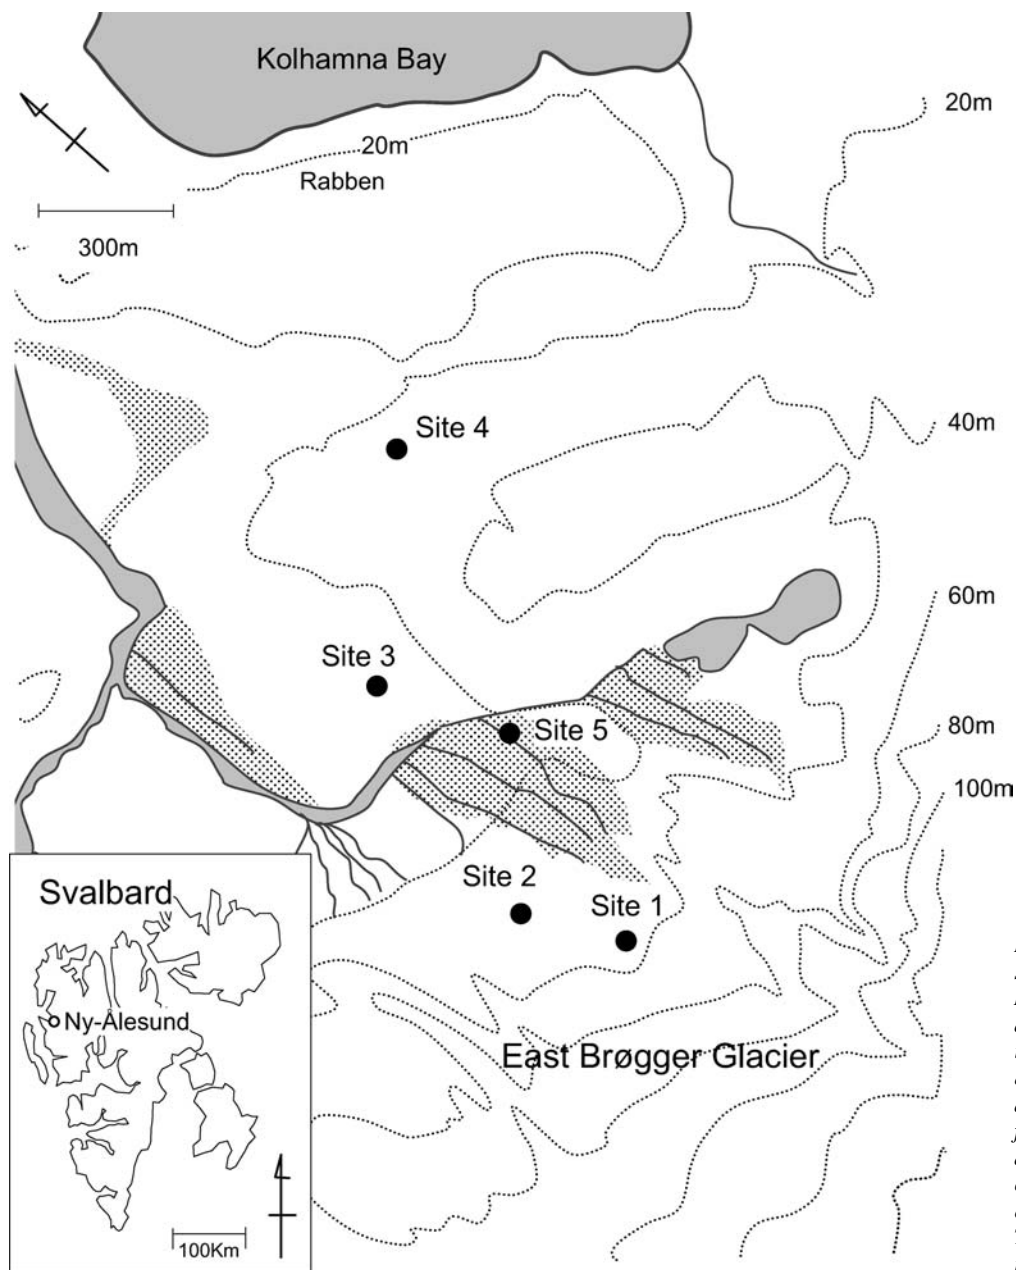 Kolhamna Bay
20m
20m
Rabben
300m
Site 4
40m
60m
Site 3
Site 5
80m
100m
Site 2
Site 1
Svalbard
Ny-Alesund
East Brøgger Glacier
100Km